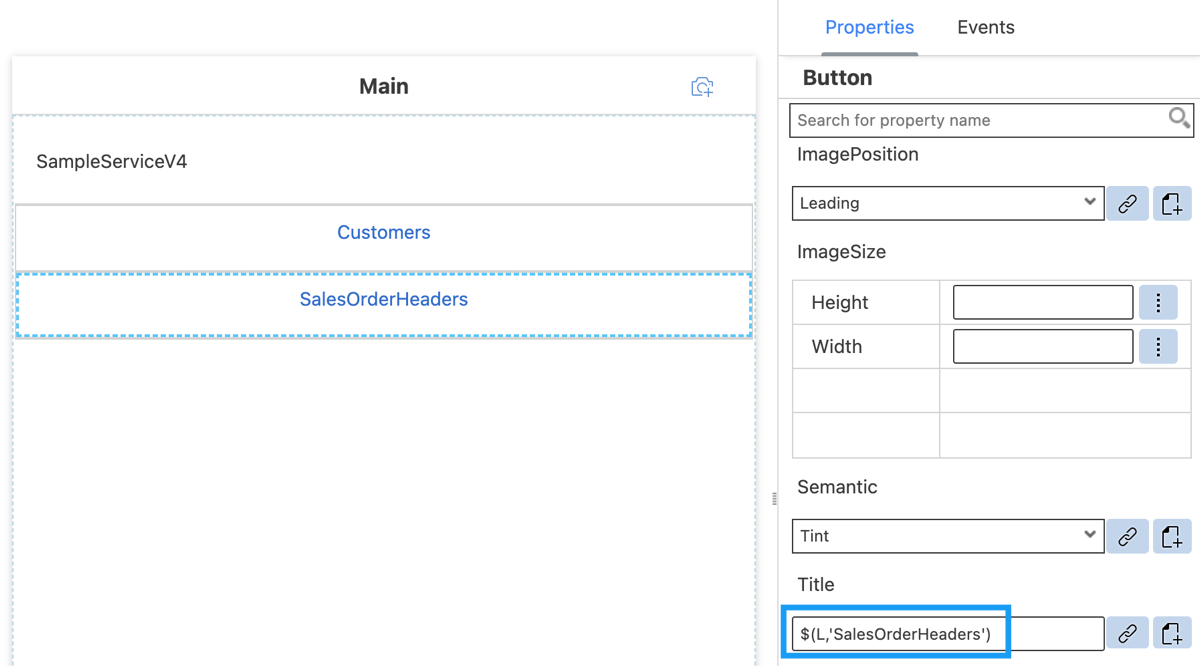 Main
SampleServiceV4
Customers
SalesOrderHeaders
Properties
Events
Button
Search for property name
ImagePosition
Leading
ImageSize
Height
Width
Semantic
Tint
Title
$(L,'SalesOrderHeaders')